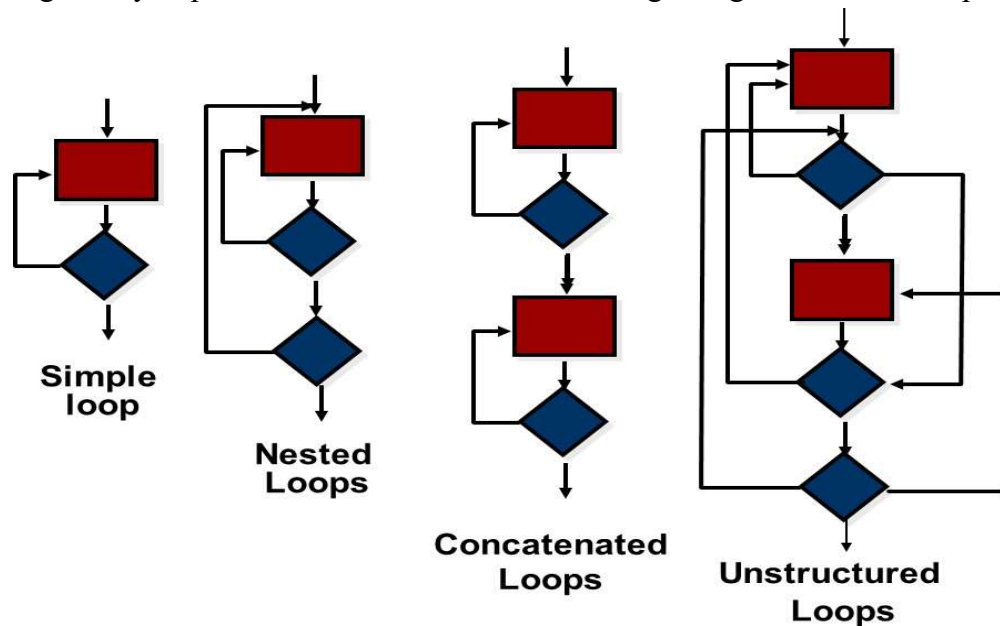 Simple
loop
Nested
Loops
Concatenated
Loops
Unstructured
Loops